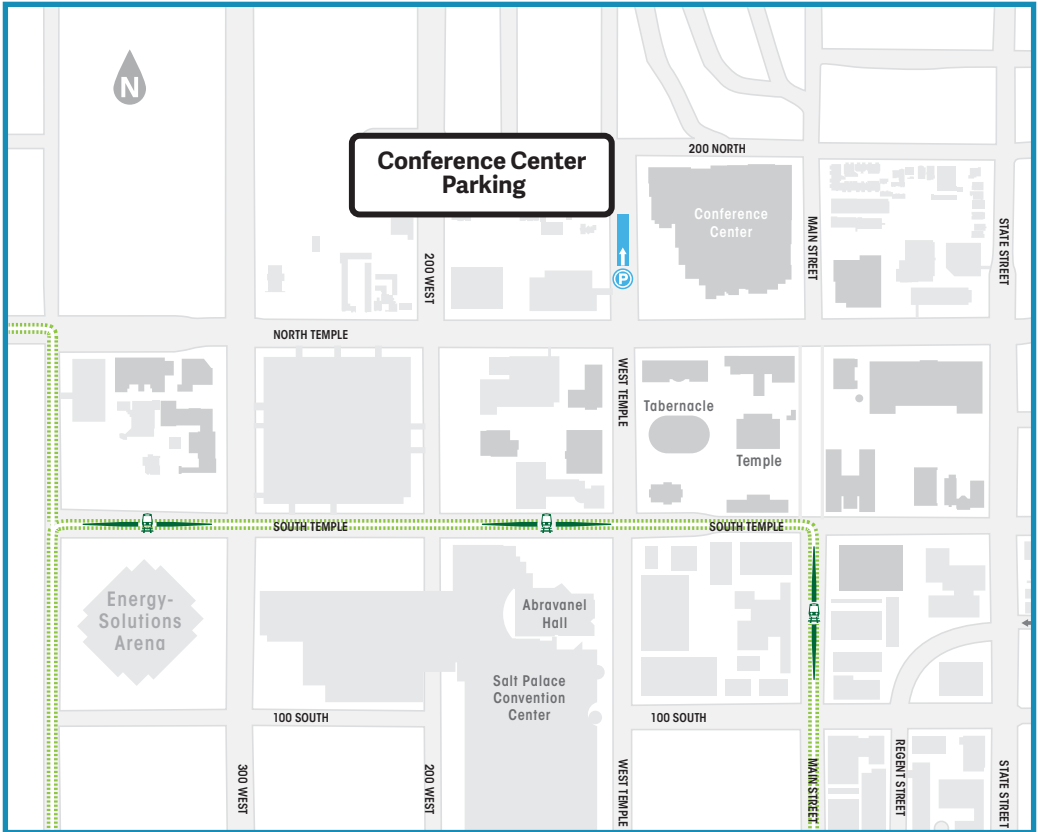 N
200 NORTH
Conference Center
Parking
Conference
Center
MAIN STREET
STATE STREET
200 WEST
P
NORTH TEMPLE
WEST TEMPLE
Tabernacle
Temple
SOUTH TEMPLE
SOUTH TEMPLE
Energy-
Solutions
Arena
Abravanel
Hall
Salt Palace
Convention
Center
100 SOUTH
100 SOUTH
300 WEST
200 WEST
WEST TEMPLE
MAIN STREET
REGENT STREET
STATE STREET